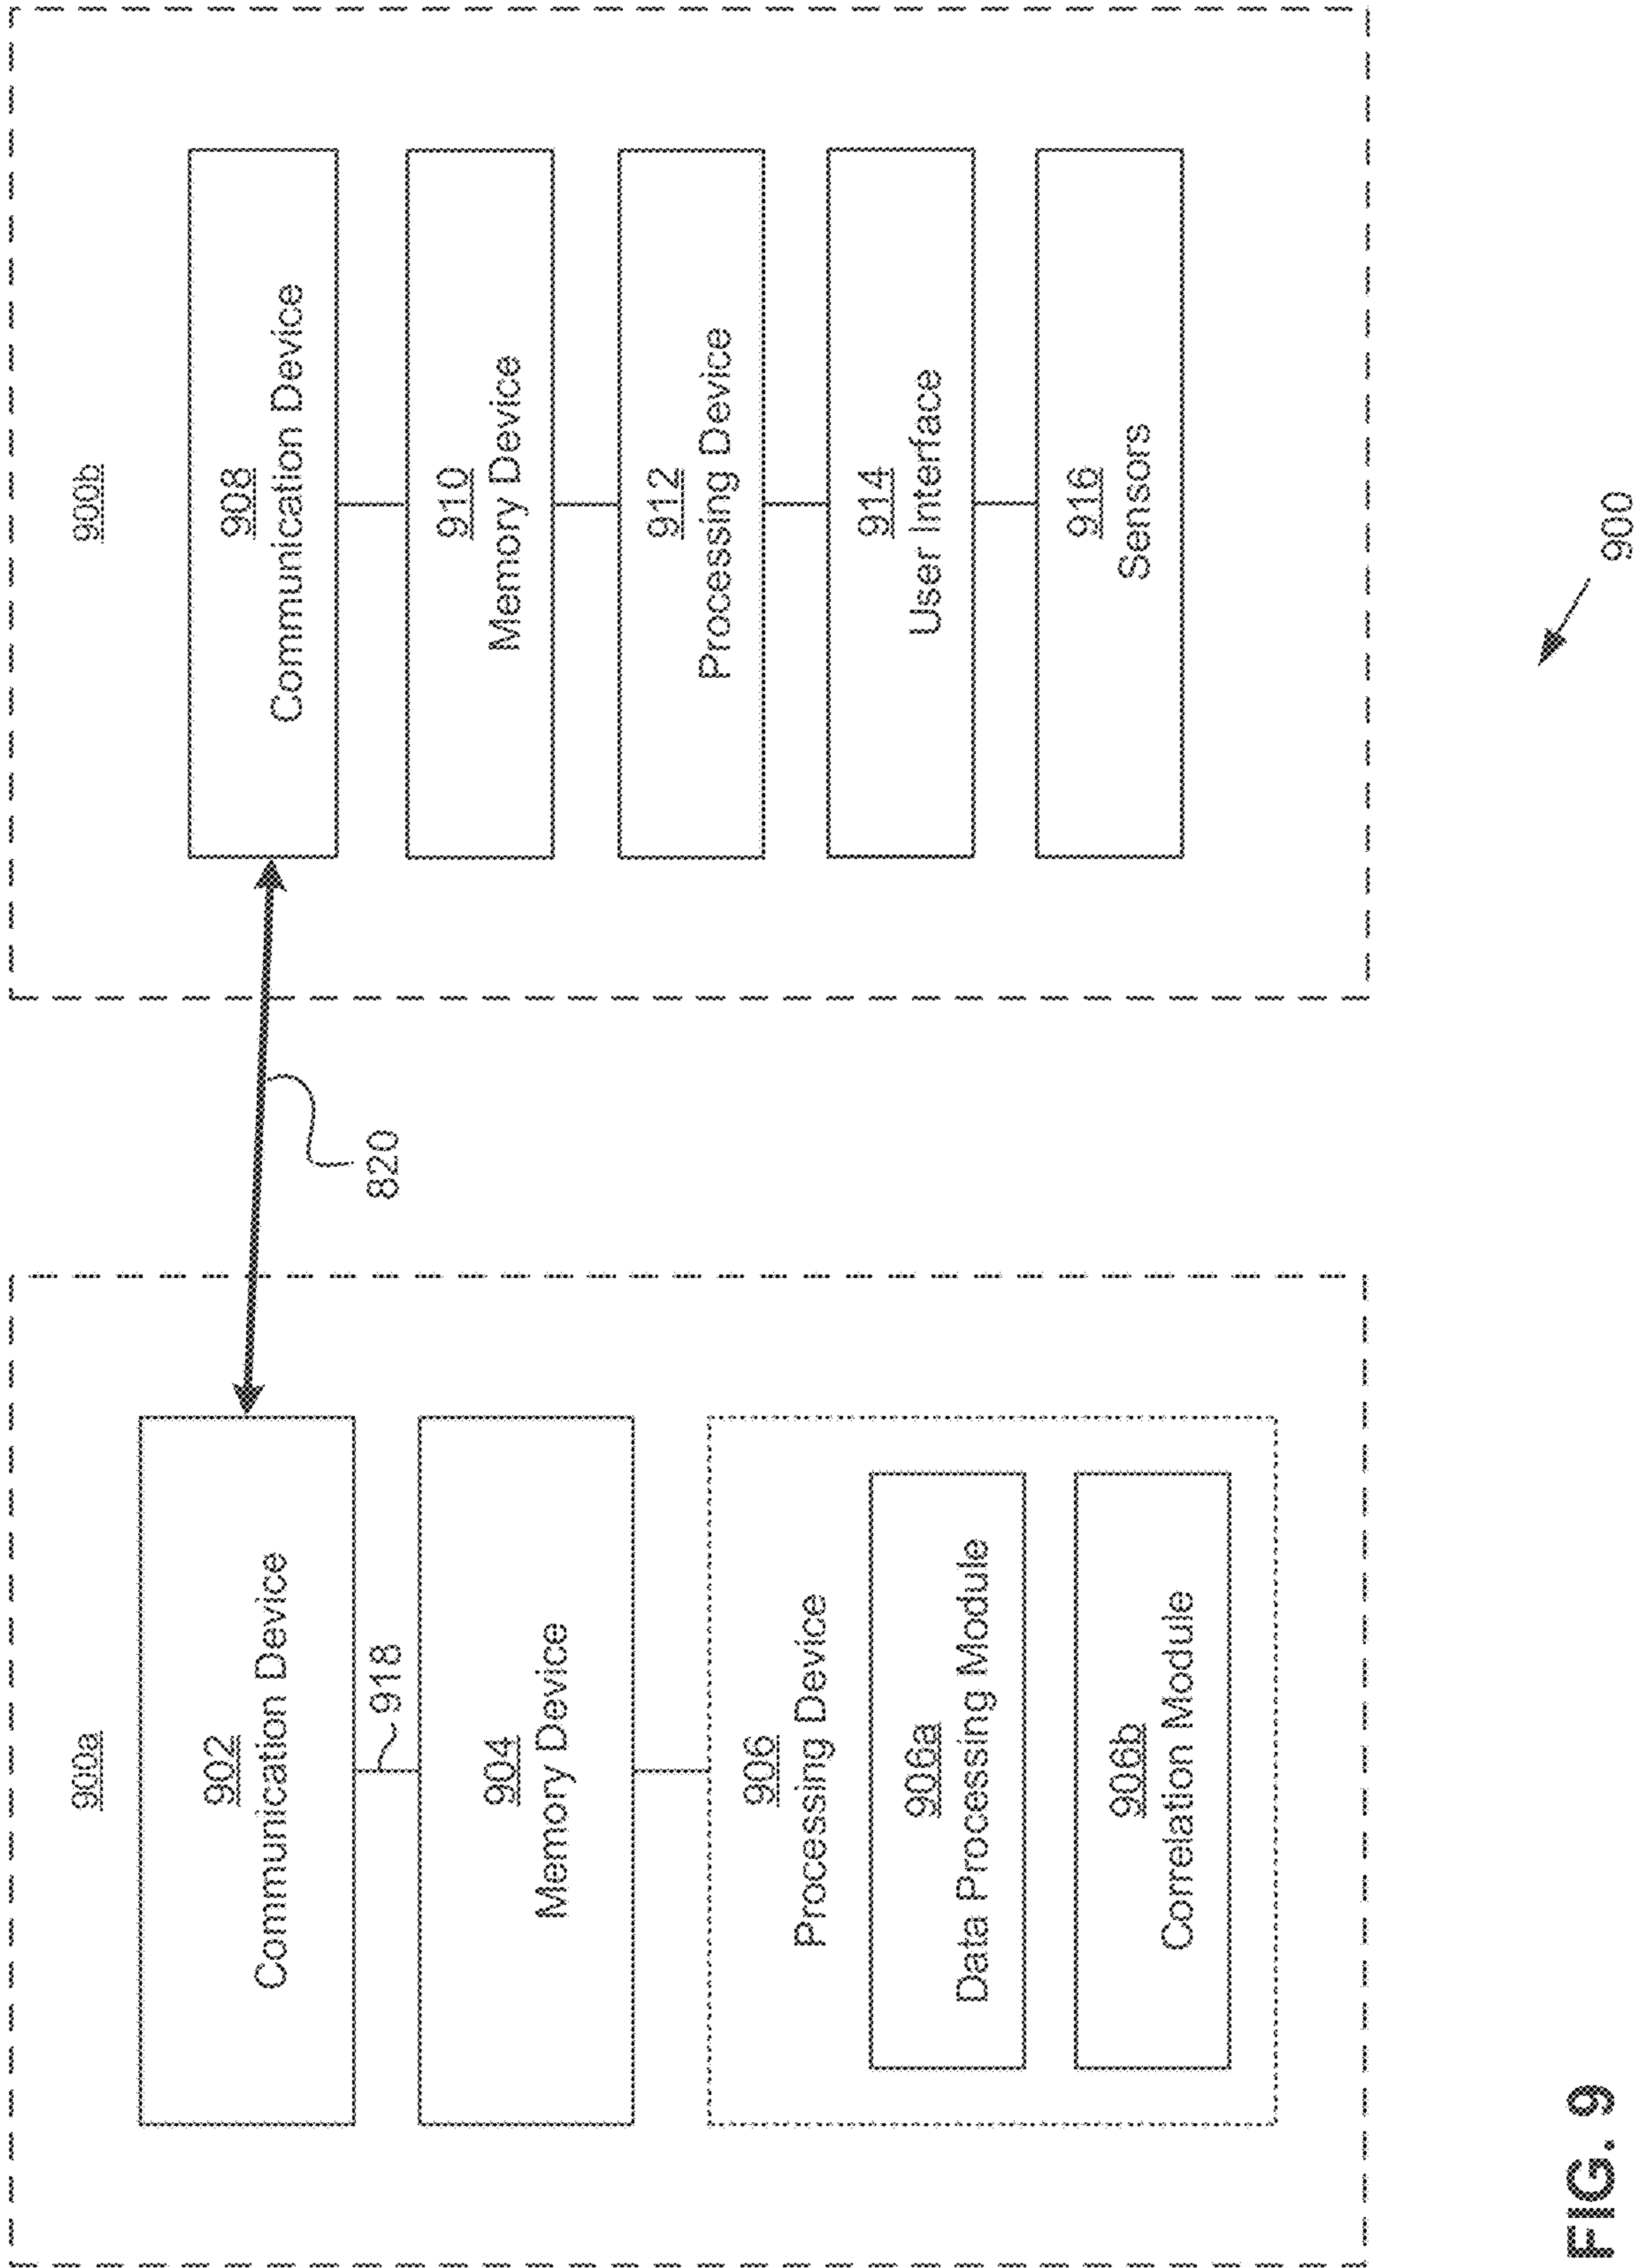 900a
902
Communication Device
918
904
Memory Device
906
Processing Device
906a
Data Processing Module
906b
Correlation Module
820
900b
908
Communication Device
910
Memory Device
912
Processing Device
914
User Interface
916
Sensors
900
FIG. 9